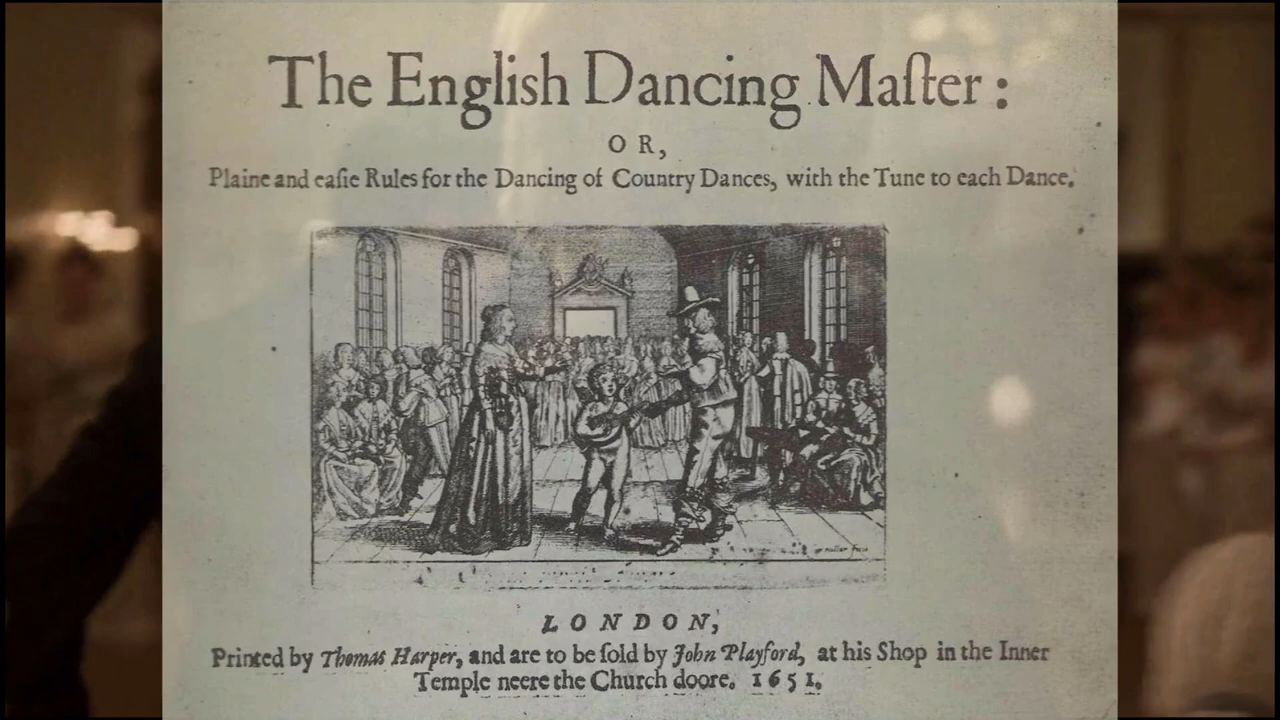 The English Dancing Maſter:
OR,
Plaine and eaſie Rules for the Dancing of Country Dances, with the Tune to each Dance.
LONDON,
Printed by Thomas Harper, and are to be ſold by John Playford, at his Shop in the Inner
Temple neere the Church doore. 1651.